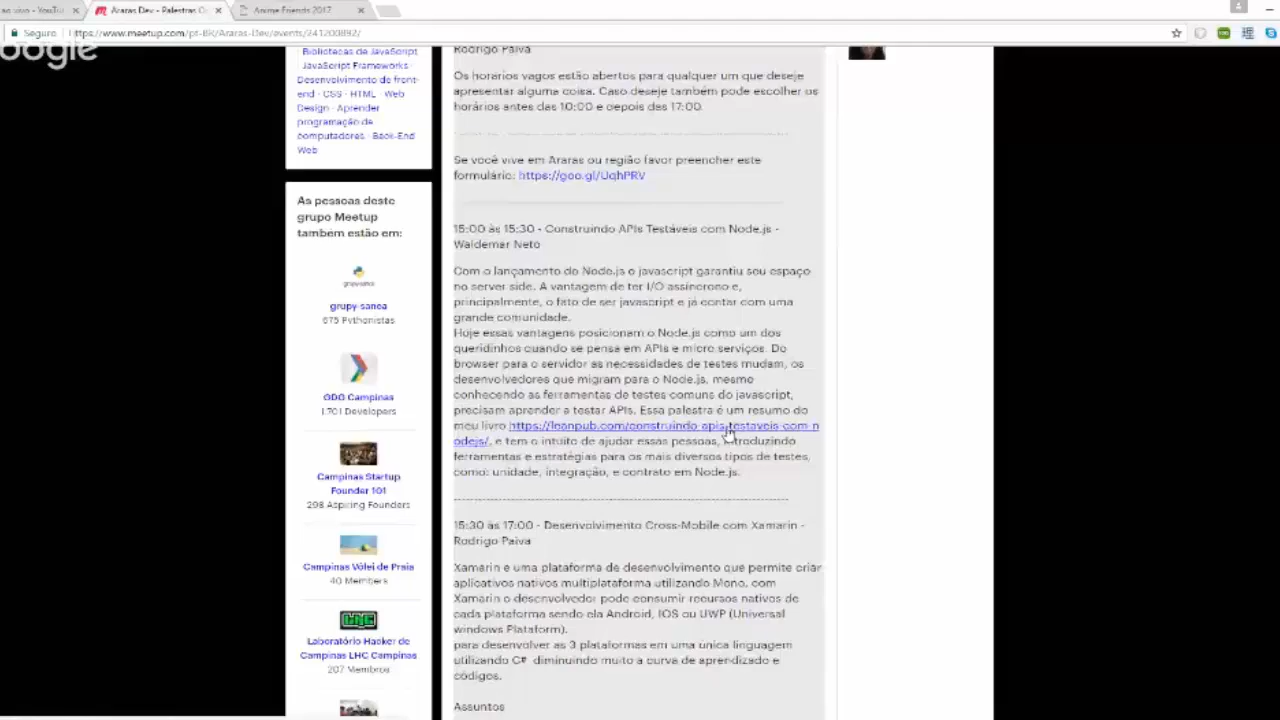 ao vivo - YouTu
Araras Dev - Palestras O
Anime Friends 2017
Seguro
https://www.meetup.com/pt-BR/Araras-Dev/events/241200892/
oogle
Bibliotecas de JavaScript
JavaScript Frameworks ·
Desenvolvimento de front-
end · CSS · HTML · Web
Design · Aprender
programação de
computadores · Back-End
Web
As pessoas deste
grupo Meetup
também estão em:
grupy-sanca
675 Pythonistas
GDG Campinas
1.701 Developers
Campinas Startup
Founder 101
298 Aspiring Founders
Campinas Vôlei de Praia
40 Members
Laboratório Hacker de
Campinas LHC Campinas
207 Membros
Rodrigo Paiva
Os horarios vagos estão abertos para qualquer um que deseje
apresentar alguma coisa. Caso deseje também pode escolher os
horários antes das 10:00 e depois das 17:00.
Se você vive em Araras ou região favor preencher este
formulário: https://goo.gl/UqhPRV
15:00 às 15:30 - Construindo APIs Testáveis com Node.js -
Waldemar Neto
Com o lançamento do Node.js o javascript garantiu seu espaço
no server side. A vantagem de ter I/O assíncrono e,
principalmente, o fato de ser javascript e já contar com uma
grande comunidade.
Hoje essas vantagens posicionam o Node.js como um dos
queridinhos quando se pensa em APIs e micro serviços. Do
browser para o servidor as necessidades de testes mudam, os
desenvolvedores que migram para o Node.js, mesmo
conhecendo as ferramentas de testes comuns do javascript,
precisam aprender a testar APIs. Essa palestra é um resumo do
meu livro https://leanpub.com/construindo-apis-testaveis-com-n
odejs/, e tem o intuito de ajudar essas pessoas, introduzindo
ferramentas e estratégias para os mais diversos tipos de testes,
como: unidade, integração, e contrato em Node.js.
15:30 às 17:00 - Desenvolvimento Cross-Mobile com Xamarin -
Rodrigo Paiva
Xamarin e uma plataforma de desenvolvimento que permite criar
aplicativos nativos multiplataforma utilizando Mono, com
Xamarin o desenvolvedor pode consumir recursos nativos de
cada plataforma sendo ela Android, IOS ou UWP (Universal
windows Plataform).
para desenvolver as 3 plataformas em uma única linguagem
utilizando C# diminuindo muito a curva de aprendizado e
códigos.
Assuntos